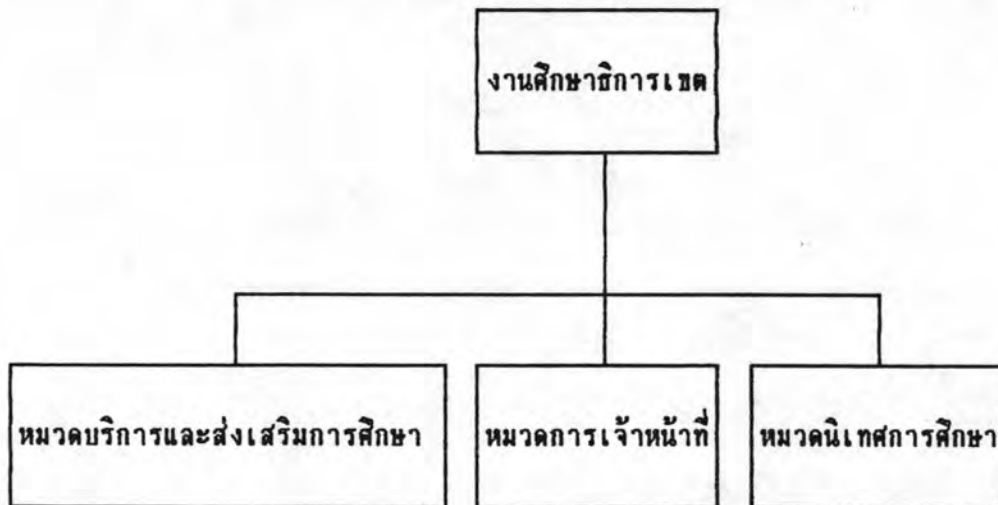 งานศึกษาธิการเขต
หมวดบริการและส่งเสริมการศึกษา
หมวดการเจ้าหน้าที่
หมวดนิเทศการศึกษา